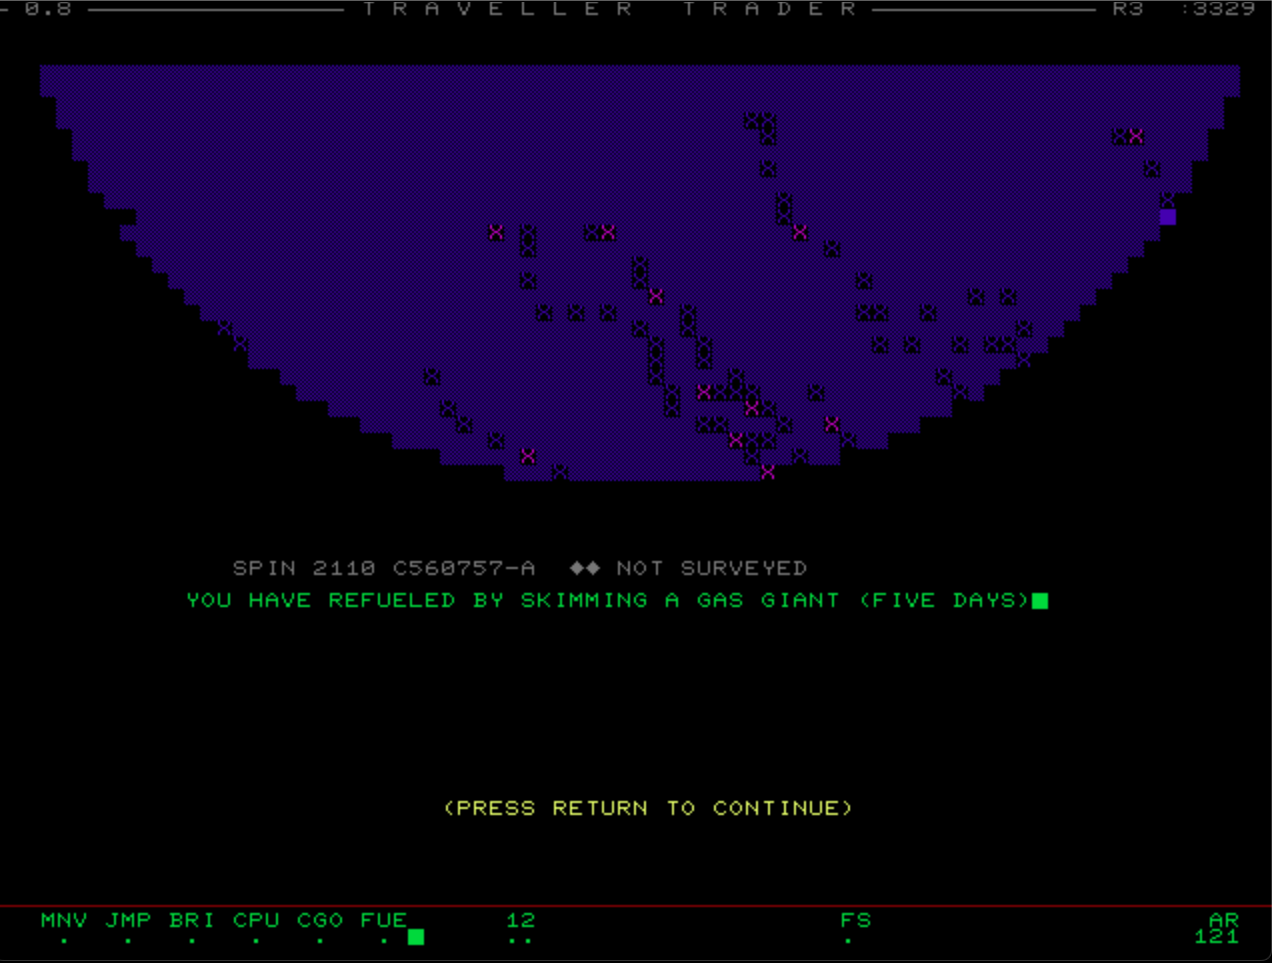 0.8 TRAVELLER TRADER R3 :3329
SPIN 2110 C560757-A ◆◆ NOT SURVEYED
YOU HAVE REFUELED BY SKIMMING A GAS GIANT (FIVE DAYS)
(PRESS RETURN TO CONTINUE)
MNV JMP BRI CPU CGO FUE 12 FS AR
121